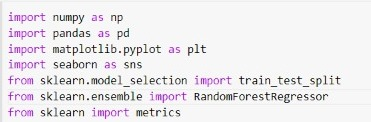 import numpy as np
import pandas as pd
import matplotlib.pyplot as plt
import seaborn as sns
from sklearn.model_selection import train_test_split
from sklearn.ensemble import RandomForestRegressor
from sklearn import metrics